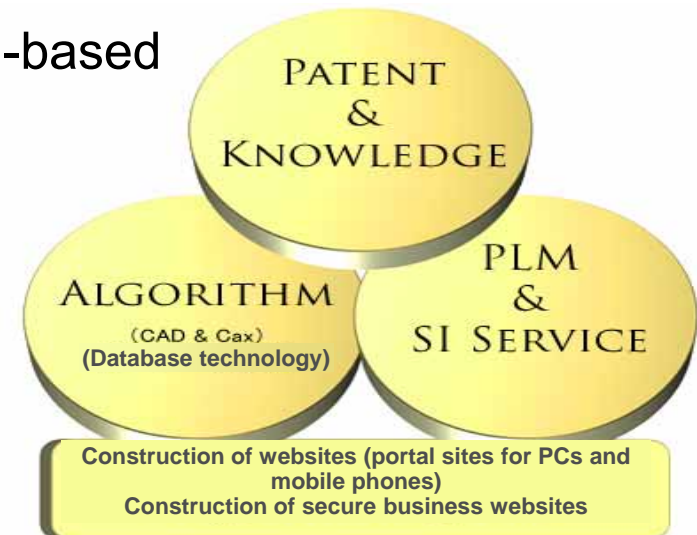 -based
PATENT
&
KNOWLEDGE
ALGORITHM
（CAD & Cax）
(Database technology)
PLM
&
SI SERVICE
Construction of websites (portal sites for PCs and
mobile phones)
Construction of secure business websites